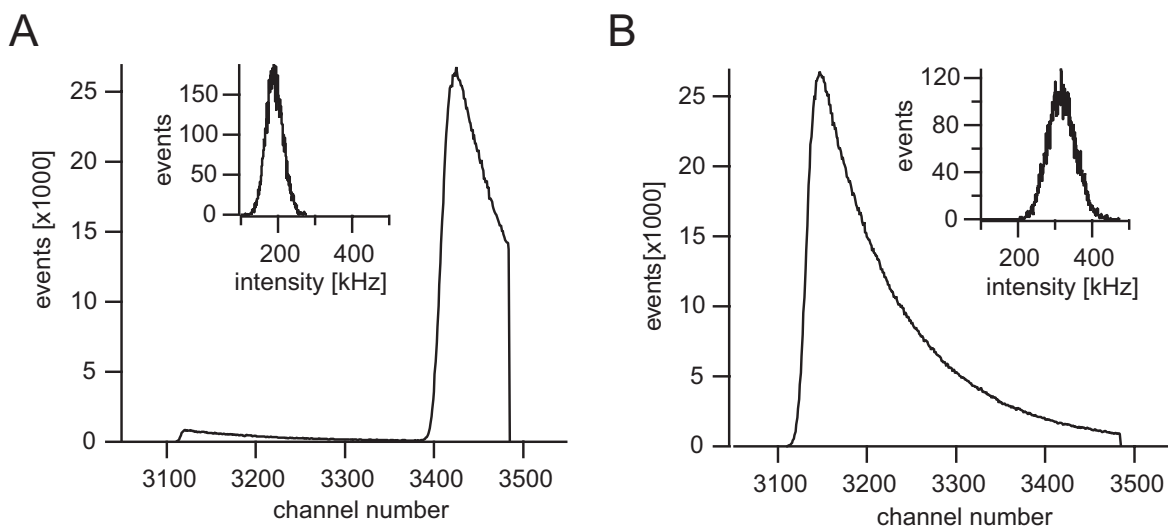 A
25
20
15
10
5
0
events [x1000]
3100 3200 3300 3400 3500
channel number
150
100
50
0
events
200 400
intensity [kHz]
B
25
20
15
10
5
0
events[x1000]
3100 3200 3300 3400 3500
channel number
120
80
40
0
events
200 400
intensity [kHz]